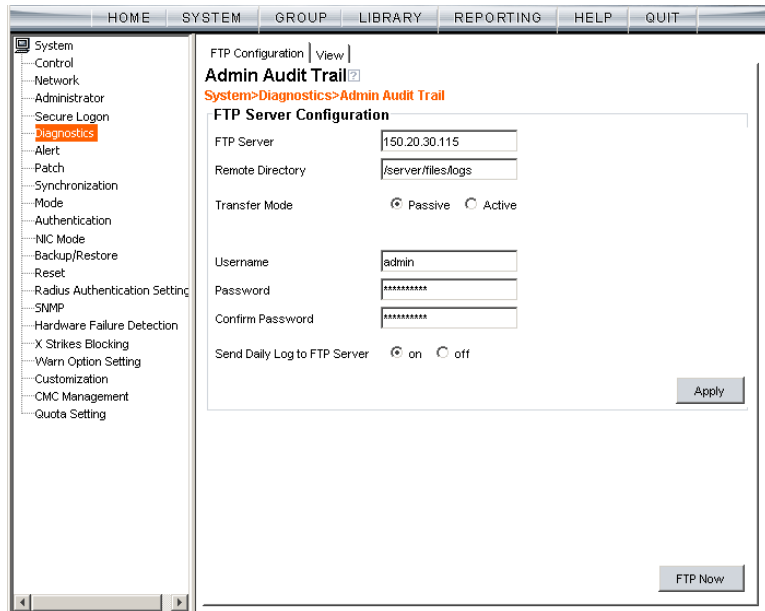 HOME SYSTEM GROUP LIBRARY REPORTING HELP QUIT
System
Control
Network
Administrator
Secure Logon
Diagnostics
Alert
Patch
Synchronization
Mode
Authentication
NIC Mode
Backup/Restore
Reset
Radius Authentication Setting
SNMP
Hardware Failure Detection
X Strikes Blocking
Warn Option Setting
Customization
CMC Management
Quota Setting
FTP Configuration View
Admin Audit Trail ?
System>Diagnostics>Admin Audit Trail
FTP Server Configuration
FTP Server 150.20.30.115
Remote Directory /server/files/logs
Transfer Mode Passive Active
Username admin
Password **********
Confirm Password **********
Send Daily Log to FTP Server on off
Apply
FTP Now